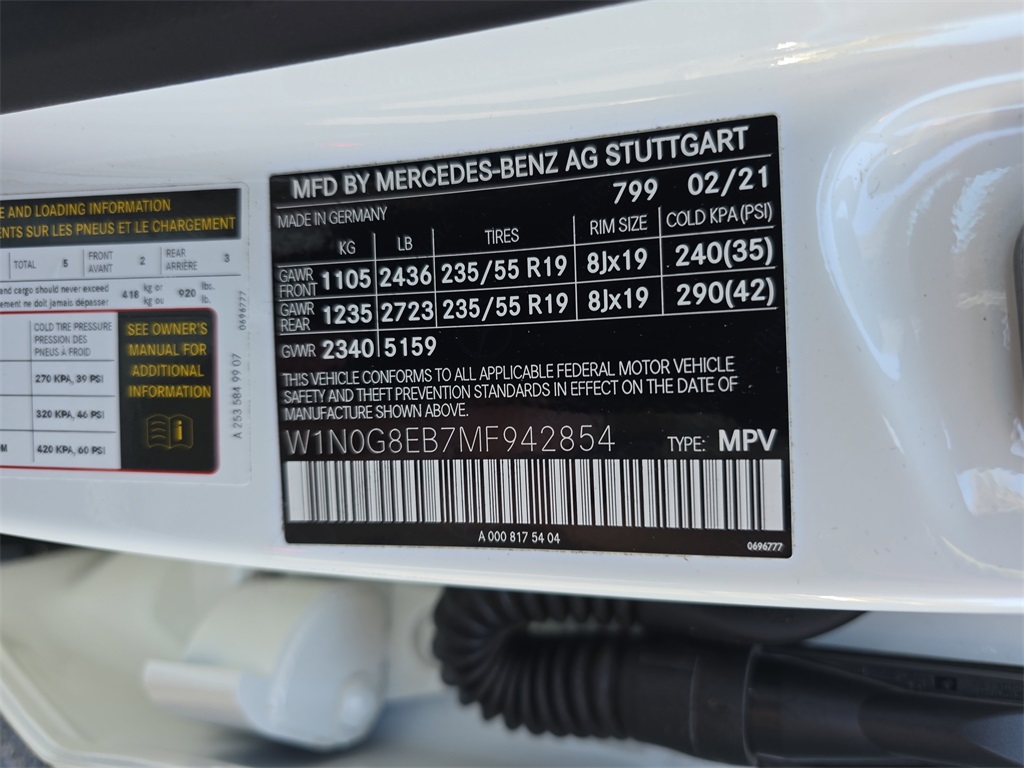 E AND LOADING INFORMATION
ENTS SUR LES PNEUS ET LE CHARGEMENT
TOTAL 5 FRONT AVANT 2 REAR ARRIÈRE 3
and cargo should never exceed 418 kg or 920 lbs.
ement ne doit jamais dépasser kg ou lb.
COLD TIRE PRESSURE
PRESSION DES
PNEUS À FROID
270 KPA, 39 PSI
320 KPA, 46 PSI
420 KPA, 60 PSI
SEE OWNER'S
MANUAL FOR
ADDITIONAL
INFORMATION
A 253 584 99 07
0696777
MFD BY MERCEDES-BENZ AG STUTTGART
799 02/21
MADE IN GERMANY
KG LB TIRES RIM SIZE COLD KPA (PSI)
GAWR FRONT 1105 2436 235/55 R19 8Jx19 240(35)
GAWR REAR 1235 2723 235/55 R19 8Jx19 290(42)
GVWR 2340 5159
THIS VEHICLE CONFORMS TO ALL APPLICABLE FEDERAL MOTOR VEHICLE
SAFETY AND THEFT PREVENTION STANDARDS IN EFFECT ON THE DATE OF
MANUFACTURE SHOWN ABOVE.
W1N0G8EB7MF942854 TYPE: MPV
A 000 817 54 04
0696777